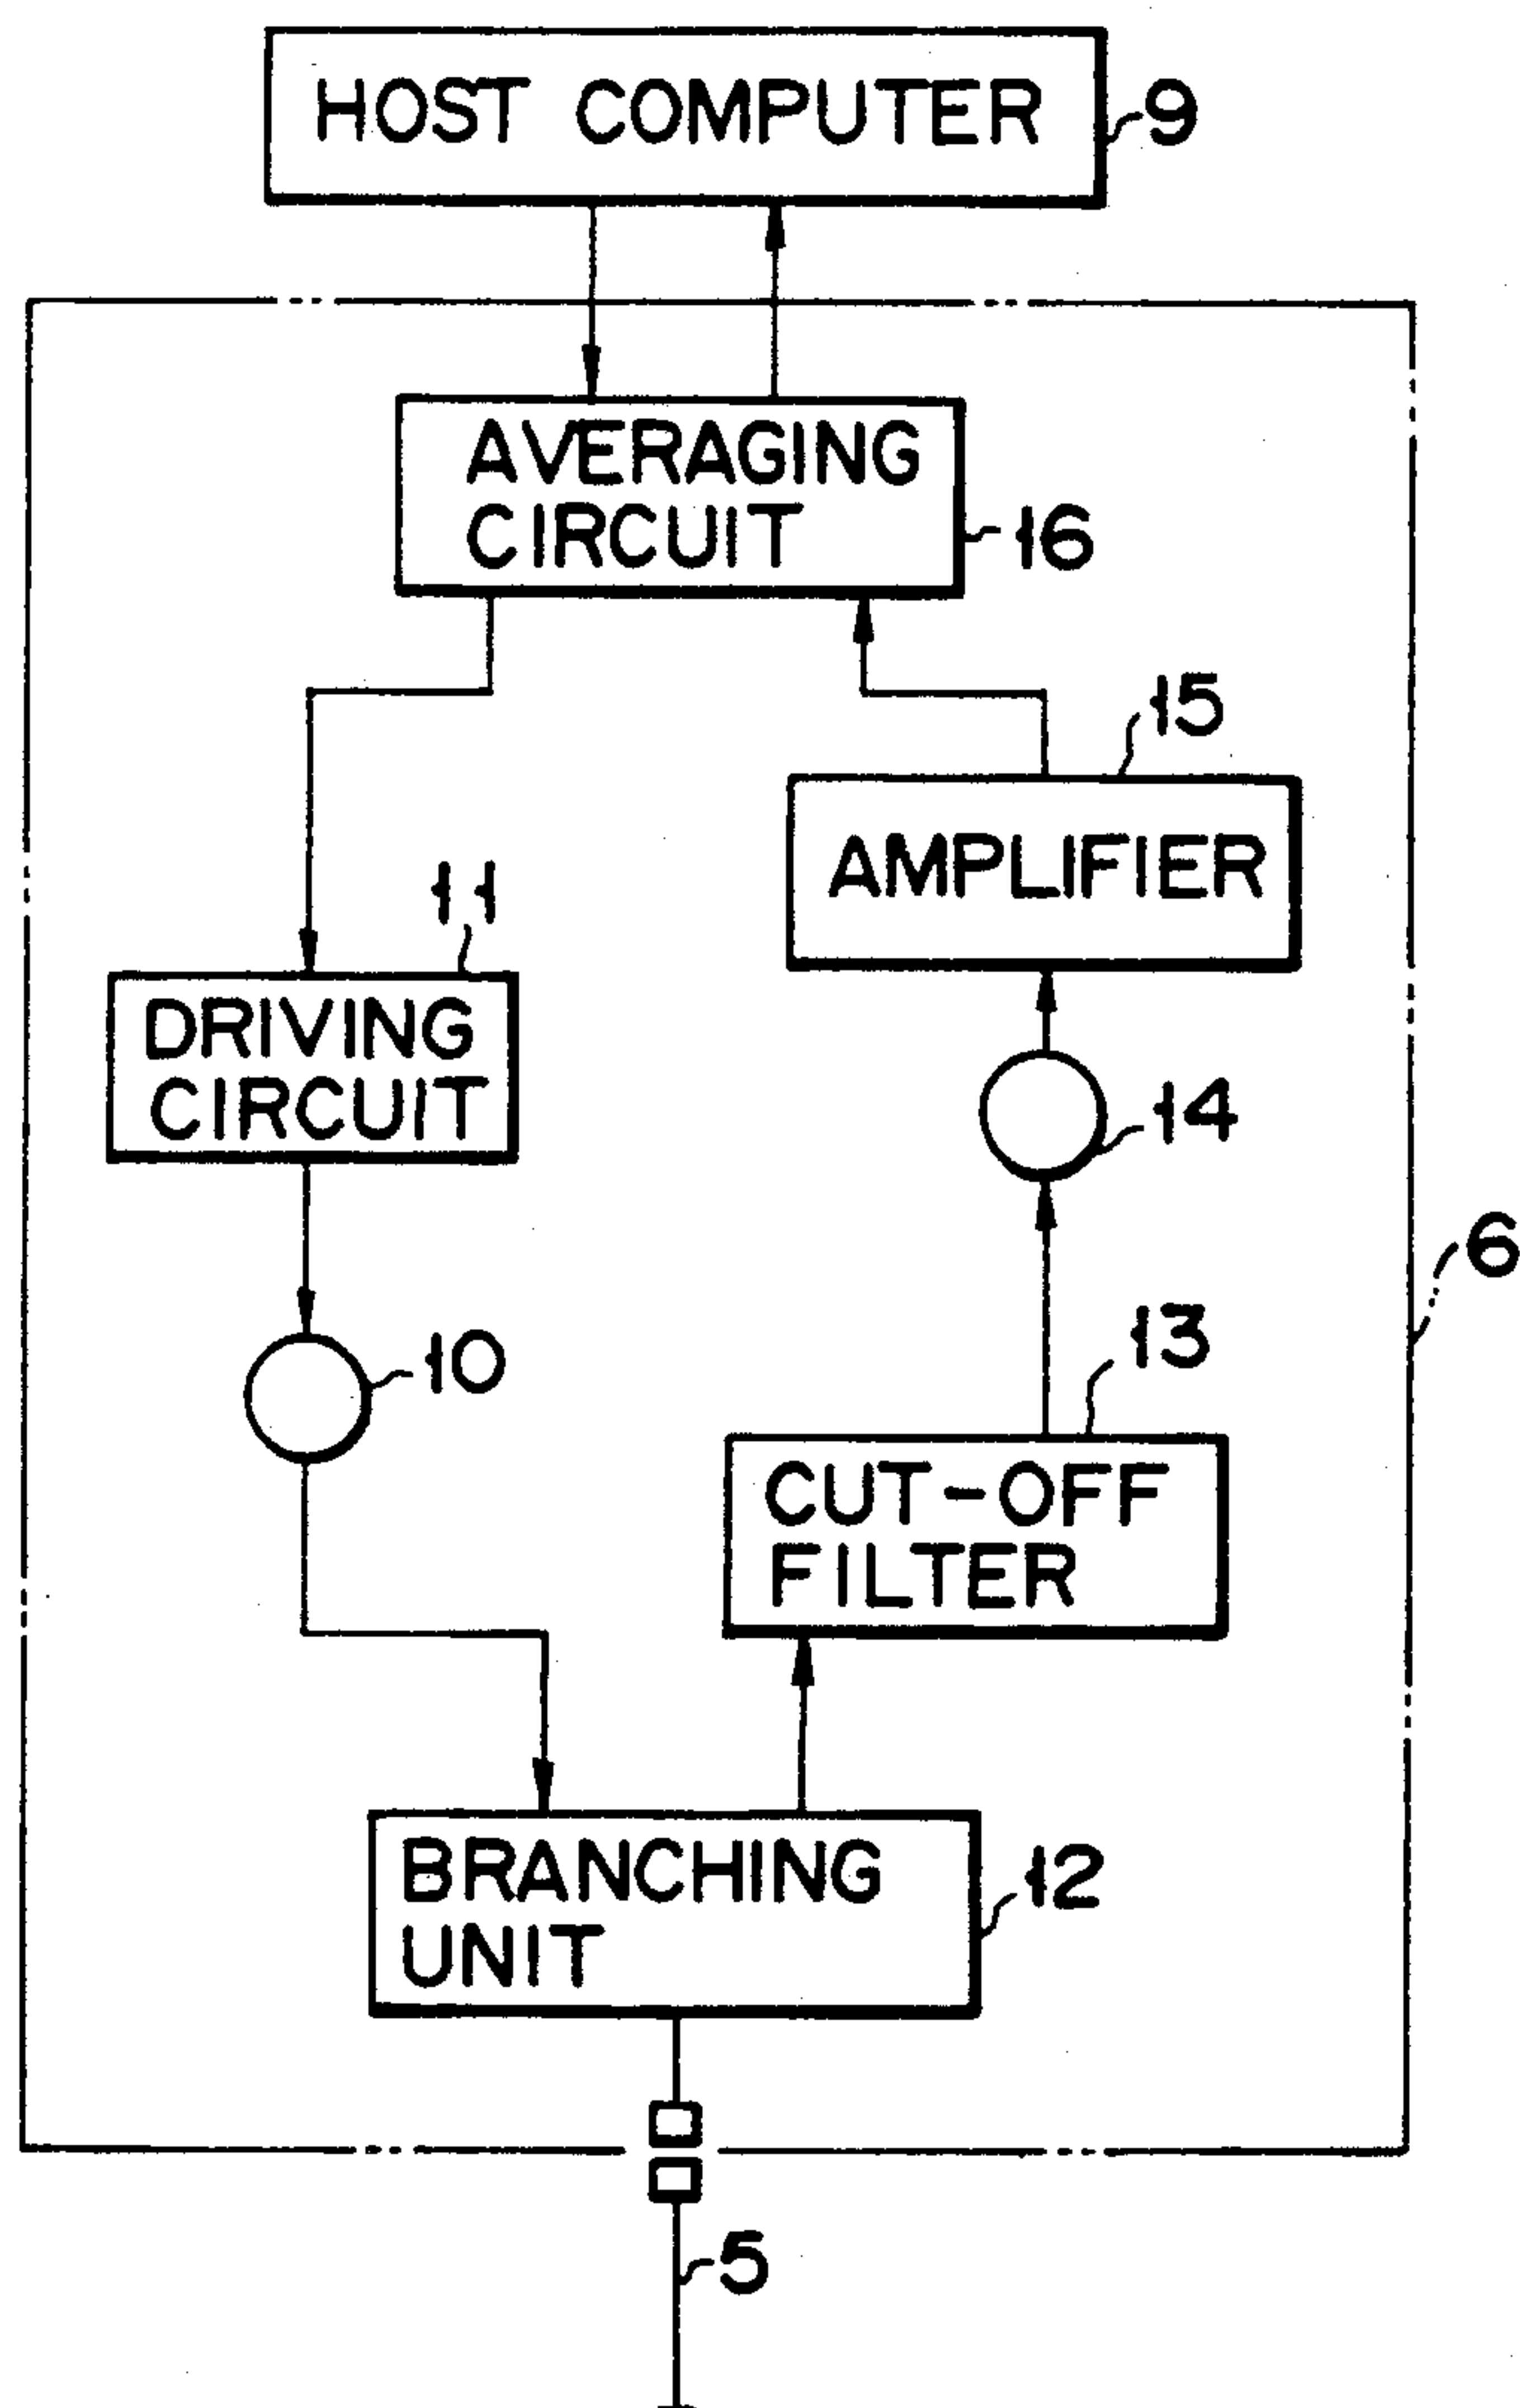 HOST COMPUTER
9
AVERAGING
CIRCUIT
16
15
AMPLIFIER
11
DRIVING
CIRCUIT
14
6
10
13
CUT-OFF
FILTER
BRANCHING
UNIT
12
5